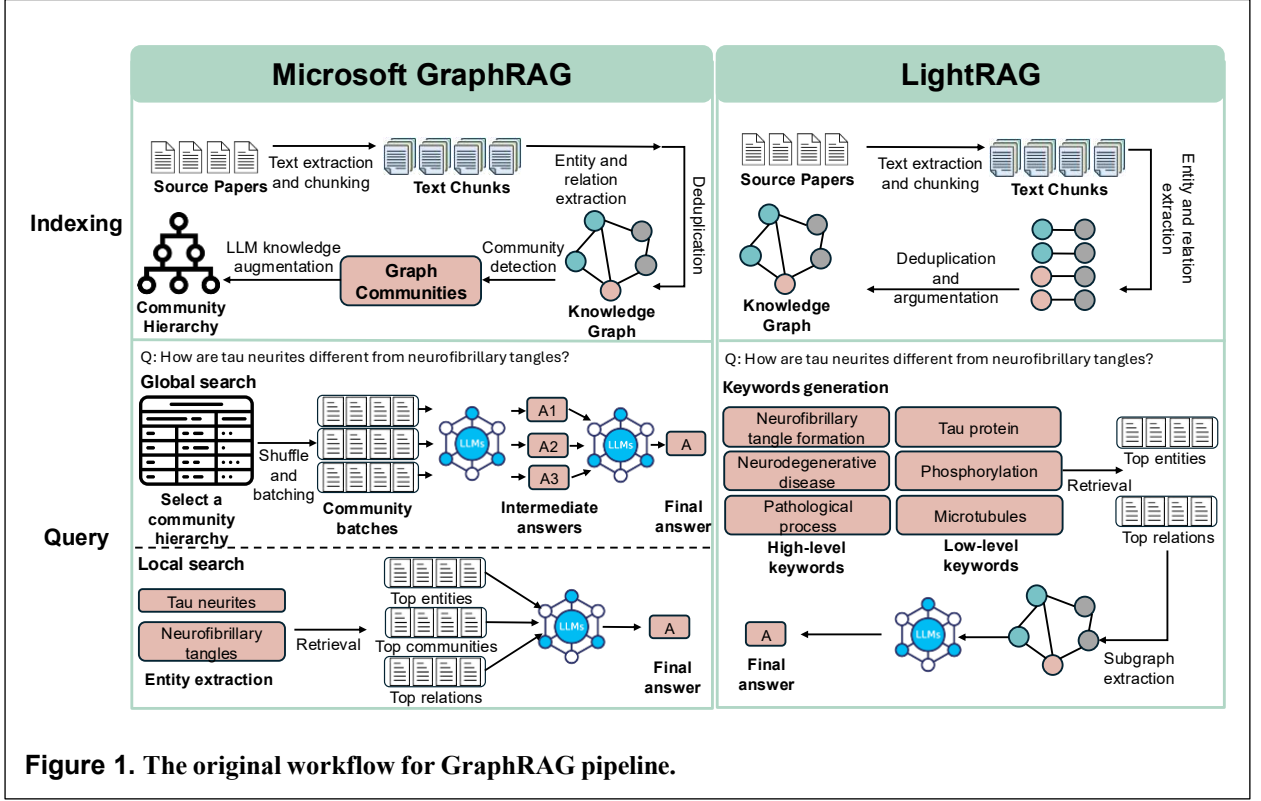 Microsoft GraphRAG
LightRAG
Indexing
Source Papers
Text extraction
and chunking
Text Chunks
Entity and
relation
extraction
Deduplication
Knowledge
Graph
Community
detection
Graph
Communities
LLM knowledge
augmentation
Community
Hierarchy
Source Papers
Text extraction
and chunking
Text Chunks
Entity and relation
extraction
Deduplication
and
argumentation
Knowledge
Graph
Query
Q: How are tau neurites different from neurofibrillary tangles?
Global search
Select a
community
hierarchy
Shuffle
and
batching
Community
batches
LLMs
A1
A2
A3
Intermediate
answers
LLMs
A
Final
answer
Local search
Tau neurites
Neurofibrillary
tangles
Entity extraction
Retrieval
Top entities
Top communities
Top relations
LLMs
A
Final
answer
Q: How are tau neurites different from neurofibrillary tangles?
Keywords generation
Neurofibrillary
tangle formation
Neurodegenerative
disease
Pathological
process
High-level
keywords
Tau protein
Phosphorylation
Microtubules
Low-level
keywords
Retrieval
Top entities
Top relations
Subgraph
extraction
LLMs
A
Final
answer
Figure 1. The original workflow for GraphRAG pipeline.